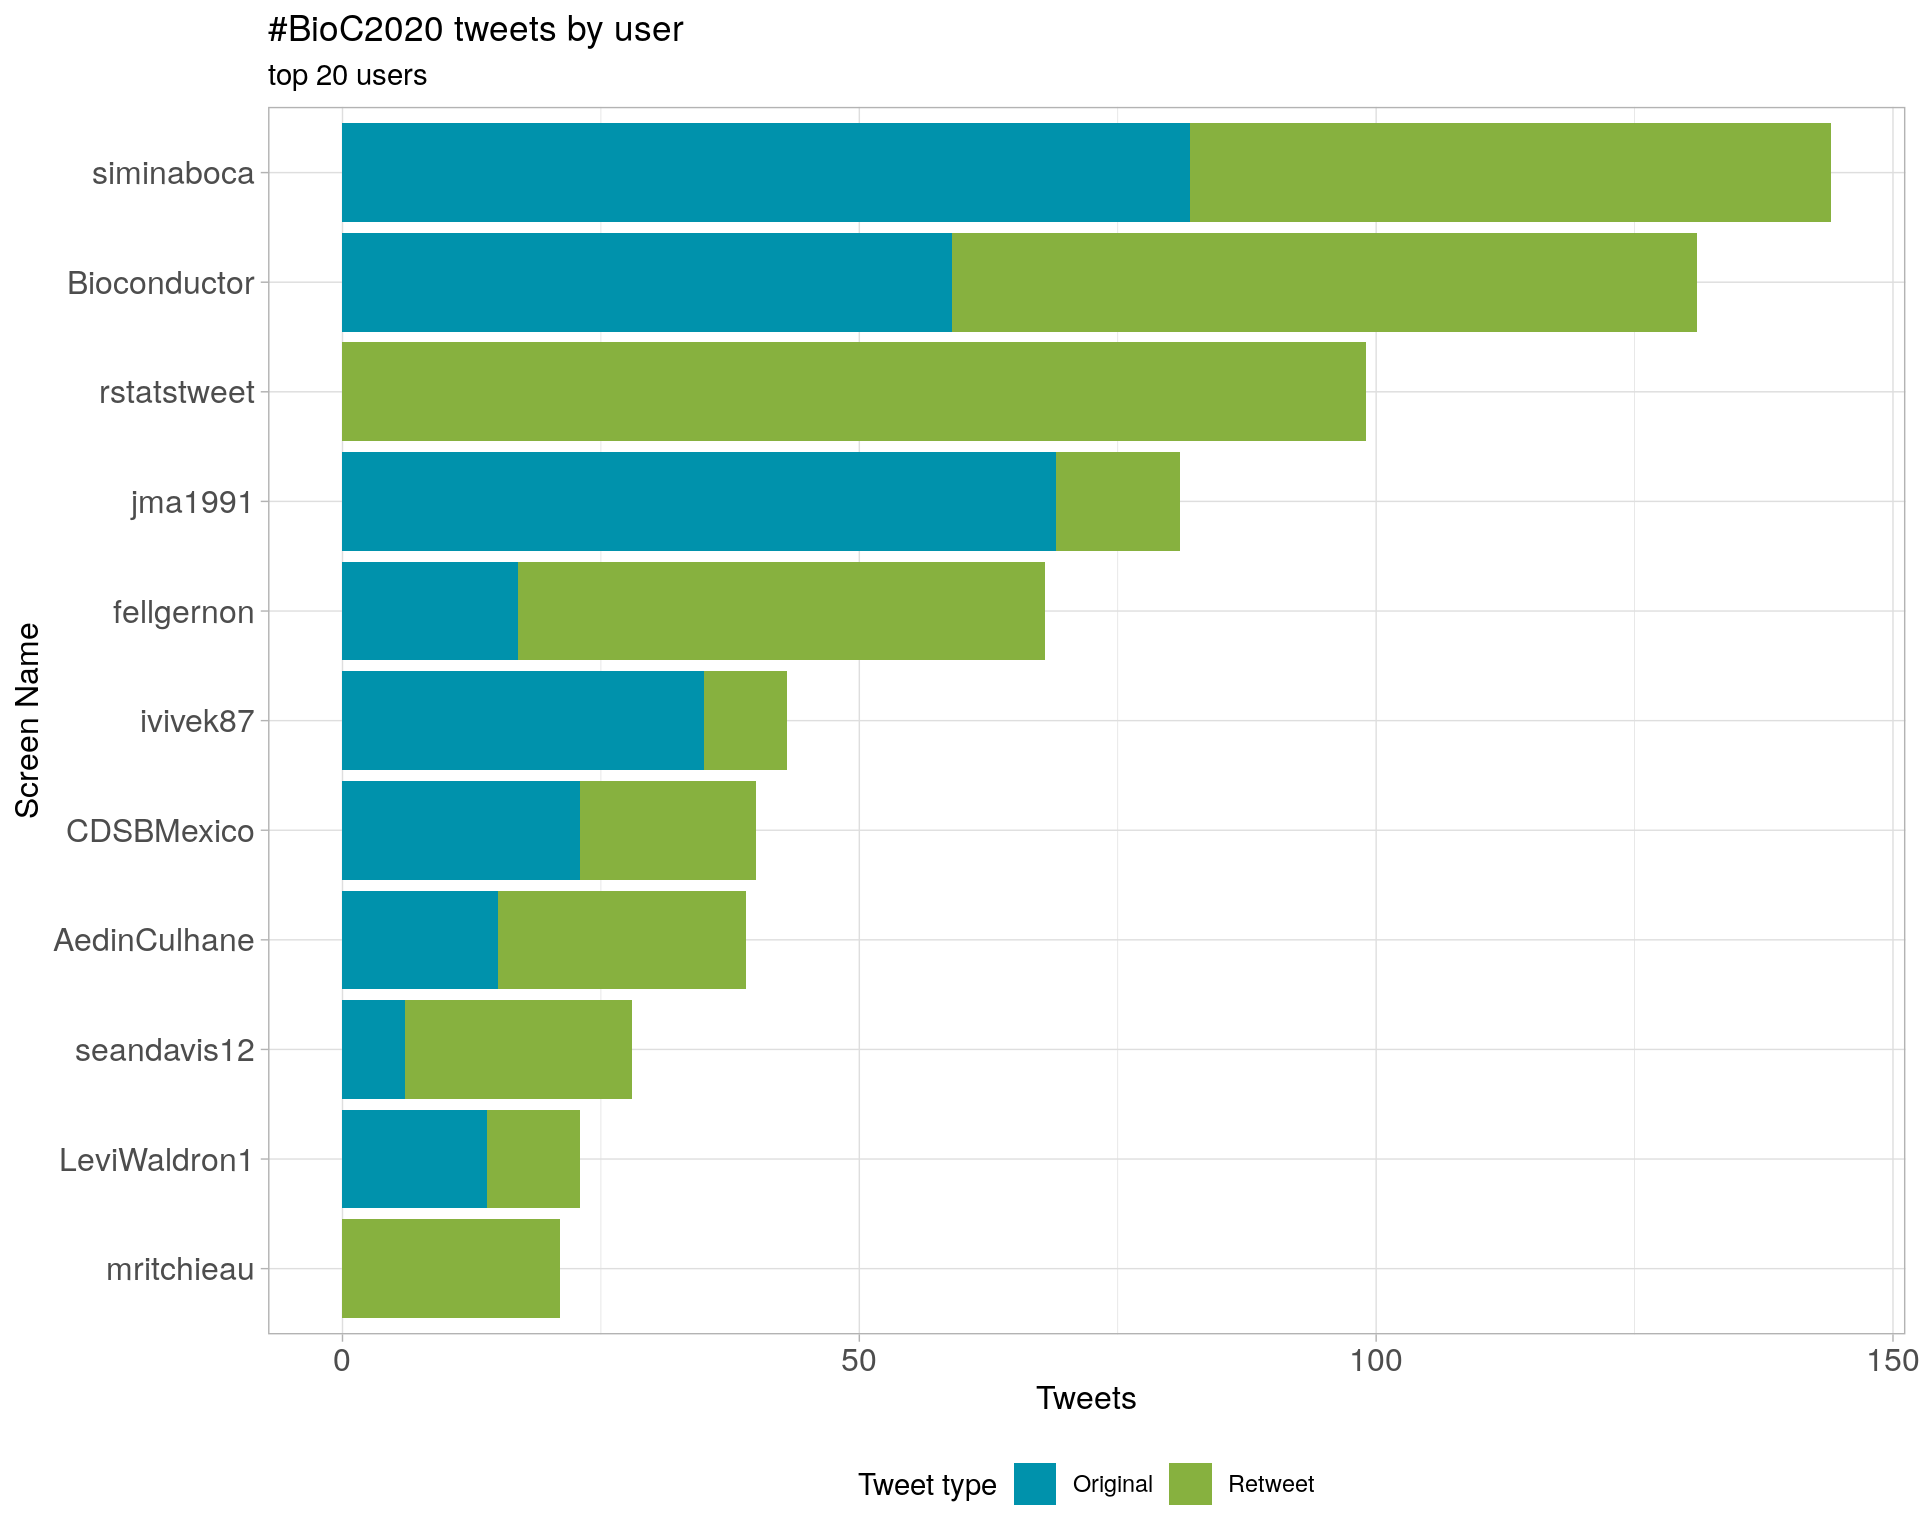 #BioC2020 tweets by user
top 20 users
Screen Name
siminaboca
Bioconductor
rstatstweet
jma1991
fellgernon
ivivek87
CDSBMexico
AedinCulhane
seandavis12
LeviWaldron1
mritchieau
0 50 100 150
Tweets
Tweet type Original Retweet